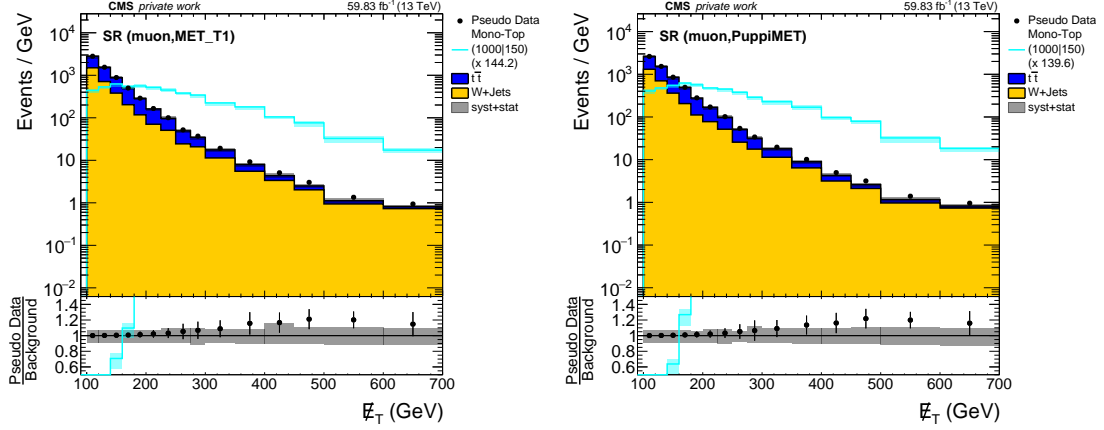 CMS private work 59.83 fb⁻¹ (13 TeV)
SR (muon,MET_T1)
Events / GeV
10⁴
10³
10²
10
1
10⁻¹
10⁻²
Pseudo Data
Mono-Top
(1000|150)
(x 144.2)
tt̅
W+Jets
syst+stat
Pseudo Data
Background
1.4
1.2
1
0.8
0.6
100 200 300 400 500 600 700
E̸_T (GeV)
CMS private work 59.83 fb⁻¹ (13 TeV)
SR (muon,PuppiMET)
Events / GeV
10⁴
10³
10²
10
1
10⁻¹
10⁻²
Pseudo Data
Mono-Top
(1000|150)
(x 139.6)
tt̅
W+Jets
syst+stat
Pseudo Data
Background
1.4
1.2
1
0.8
0.6
100 200 300 400 500 600 700
E̸_T (GeV)